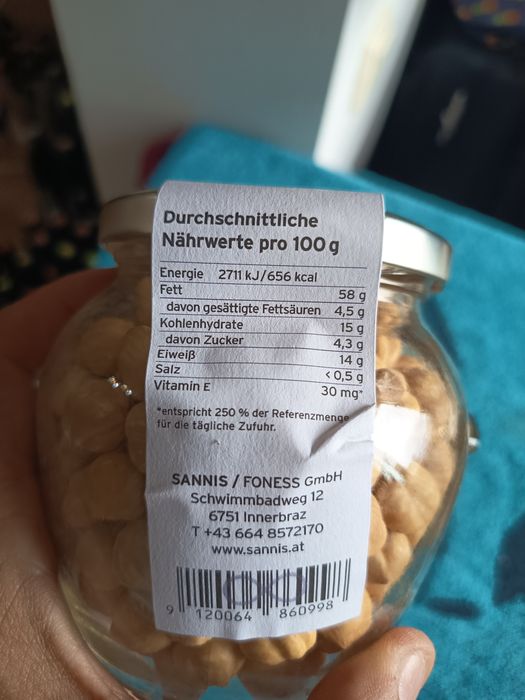 Durchschnittliche
Nährwerte pro 100 g
Energie 2711 kJ/656 kcal
Fett 58 g
davon gesättigte Fettsäuren 4,5 g
Kohlenhydrate 15 g
davon Zucker 4,3 g
Eiweiß 14 g
Salz <0,5 g
Vitamin E 30 mg*
*entspricht 250 % der Referenzmenge
für die tägliche Zufuhr.
SANNIS / FONESS GmbH
Schwimmbadweg 12
6751 Innerbraz
T +43 664 8572170
www.sannis.at
9 120064 860998